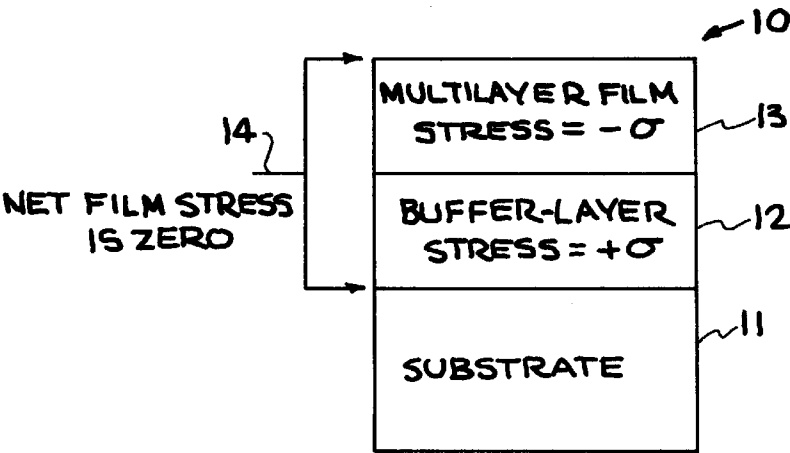 10
MULTILAYER FILM
STRESS = -σ
13
14
NET FILM STRESS
IS ZERO
BUFFER-LAYER
STRESS = +σ
12
11
SUBSTRATE